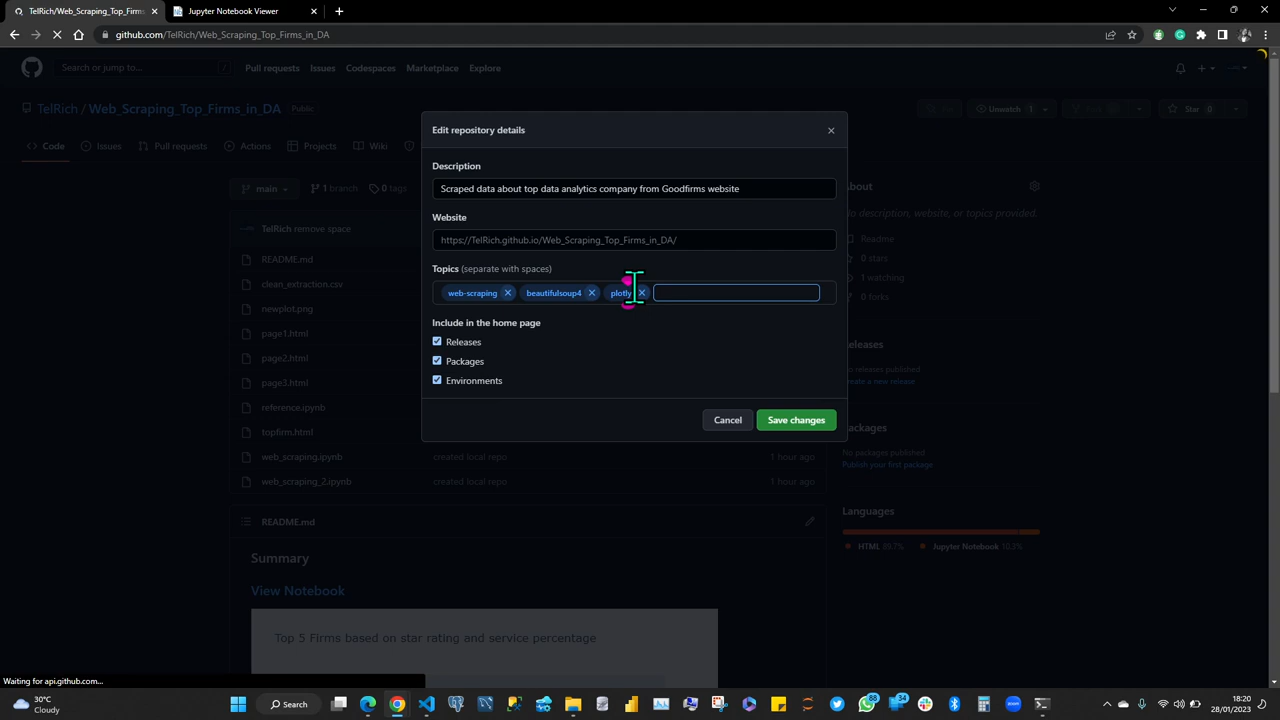 TelRich/Web_Scraping_Top_Firms
Jupyter Notebook Viewer
github.com/TelRich/Web_Scraping_Top_Firms_in_DA
Search or jump to...
/
Pull requests
Issues
Codespaces
Marketplace
Explore
TelRich / Web_Scraping_Top_Firms_in_DA
Public
Unwatch 1
Star 0
Code
Issues
Pull requests
Actions
Projects
Wiki
main
1 branch
0 tags
TelRich remove space
README.md
clean_extraction.csv
newplot.png
page1.html
page2.html
page3.html
reference.ipynb
topfirm.html
web_scraping.ipynb created local repo 1 hour ago
web_scraping_2.ipynb created local repo 1 hour ago
README.md
Summary
View Notebook
Top 5 Firms based on star rating and service percentage
Edit repository details
Description
Scraped data about top data analytics company from Goodfirms website
Website
https://TelRich.github.io/Web_Scraping_Top_Firms_in_DA/
Topics (separate with spaces)
web-scraping
beautifulsoup4
plotly
Include in the home page
Releases
Packages
Environments
Cancel
Save changes
About
description, website, or topics provided.
Readme
0 stars
1 watching
0 forks
Releases
releases published
Create a new release
Packages
No packages published
Publish your first package
Languages
HTML 89.7%
Jupyter Notebook 10.3%
Waiting for api.github.com...
30°C
Cloudy
Search
88
34
18:20
28/01/2023